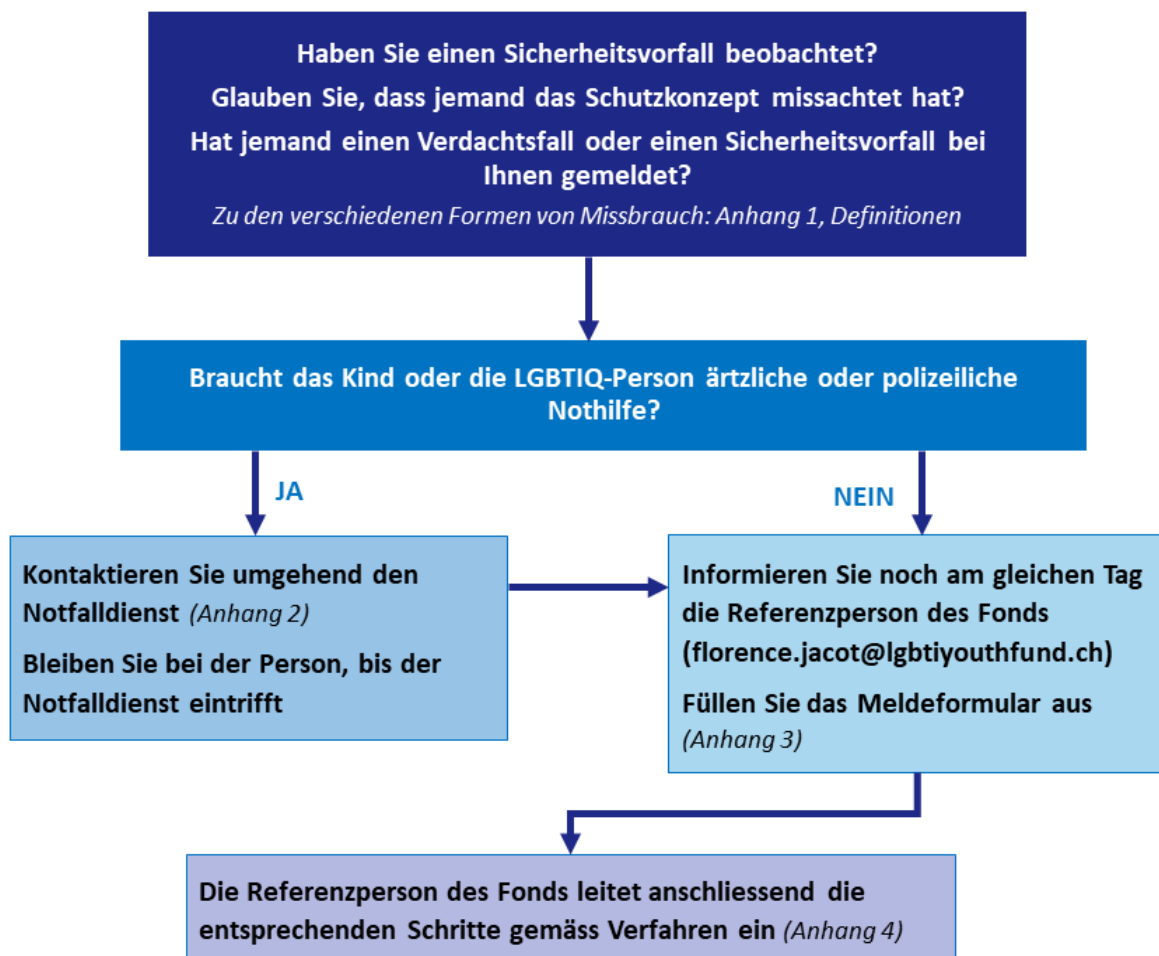 Haben Sie einen Sicherheitsvorfall beobachtet?
Glauben Sie, dass jemand das Schutzkonzept missachtet hat?
Hat jemand einen Verdachtsfall oder einen Sicherheitsvorfall bei
Ihnen gemeldet?
Zu den verschiedenen Formen von Missbrauch: Anhang 1, Definitionen
Braucht das Kind oder die LGBTIQ-Person ärtzliche oder polizeiliche
Nothilfe?
JA
NEIN
Kontaktieren Sie umgehend den
Notfalldienst (Anhang 2)
Bleiben Sie bei der Person, bis der
Notfalldienst eintrifft
Informieren Sie noch am gleichen Tag
die Referenzperson des Fonds
(florence.jacot@lgbtiyouthfund.ch)
Füllen Sie das Meldeformular aus
(Anhang 3)
Die Referenzperson des Fonds leitet anschliessend die
entsprechenden Schritte gemäss Verfahren ein (Anhang 4)